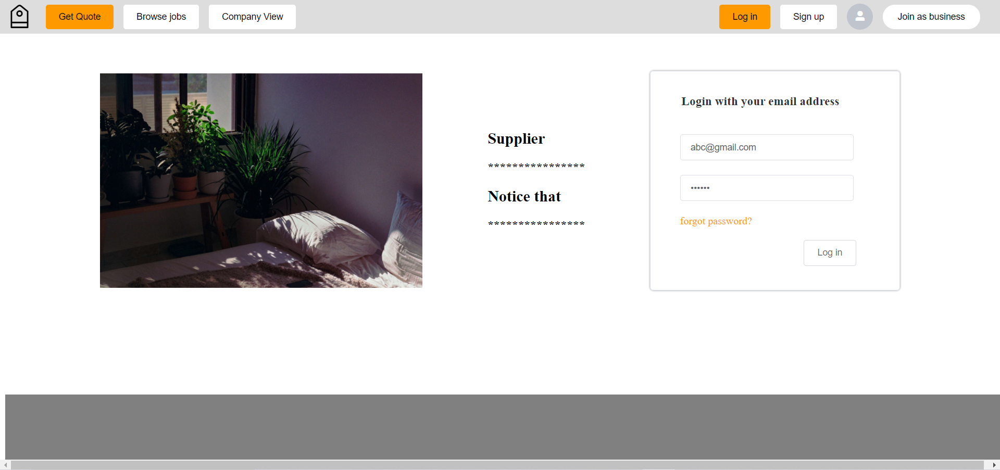 Get Quote
Browse jobs
Company View
Log in
Sign up
Join as business
Supplier
****************
Notice that
****************
Login with your email address
abc@gmail.com
••••••
forgot password?
Log in